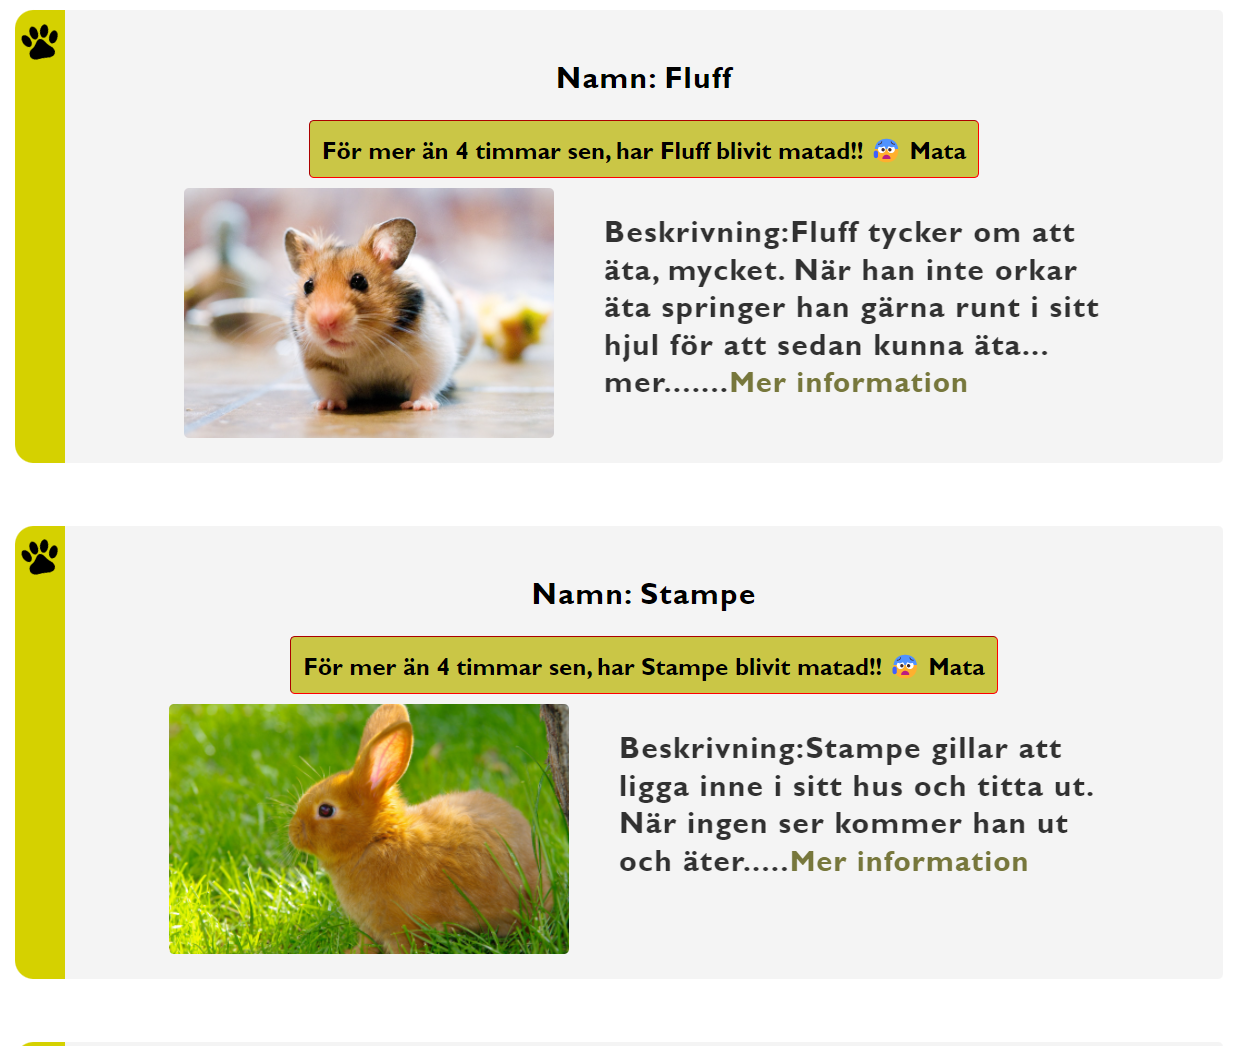 Namn: Fluff
För mer än 4 timmar sen, har Fluff blivit matad!! 😰 Mata
Beskrivning:Fluff tycker om att
äta, mycket. När han inte orkar
äta springer han gärna runt i sitt
hjul för att sedan kunna äta...
mer.......Mer information
Namn: Stampe
För mer än 4 timmar sen, har Stampe blivit matad!! 😰 Mata
Beskrivning:Stampe gillar att
ligga inne i sitt hus och titta ut.
När ingen ser kommer han ut
och äter.....Mer information